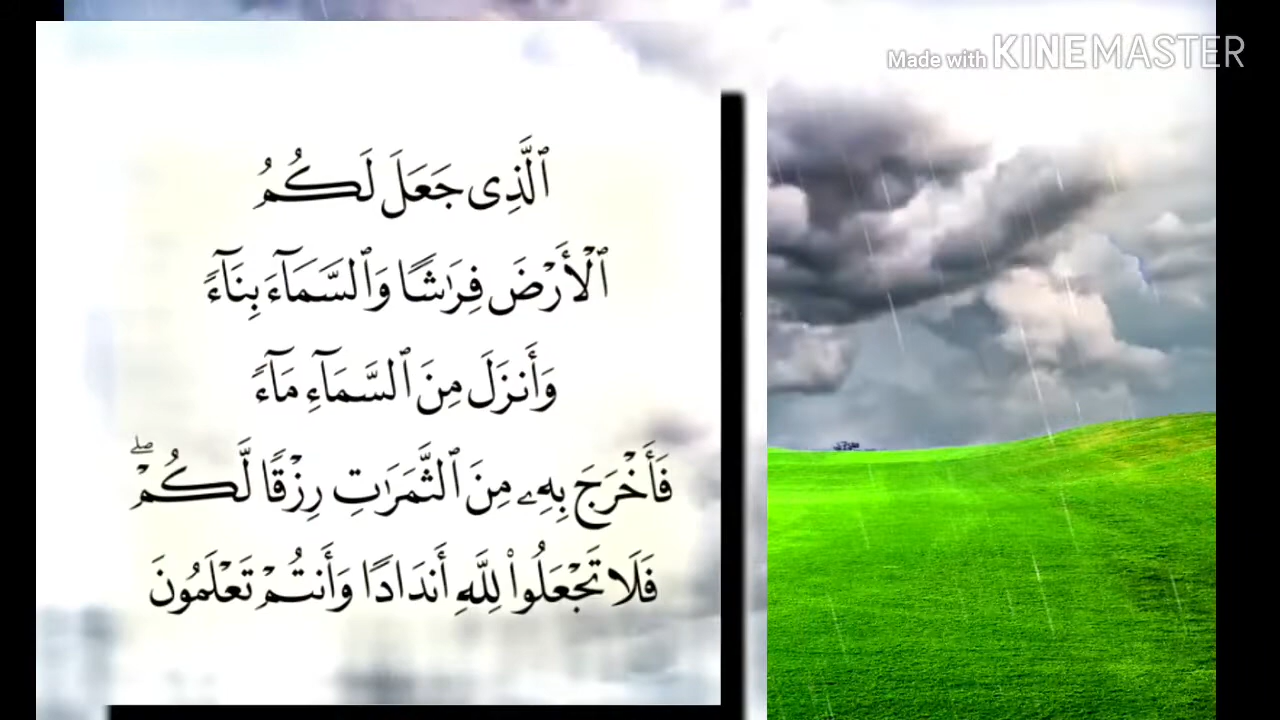 Made with KINEMASTER
ٱلَّذِى جَعَلَ لَكُمُ
ٱلْأَرْضَ فِرَٰشًا وَٱلسَّمَآءَ بِنَآءً
وَأَنزَلَ مِنَ ٱلسَّمَآءِ مَآءً
فَأَخْرَجَ بِهِۦ مِنَ ٱلثَّمَرَٰتِ رِزْقًا لَّكُمْ ۖ
فَلَا تَجْعَلُوا۟ لِلَّهِ أَندَادًا وَأَنتُمْ تَعْلَمُونَ